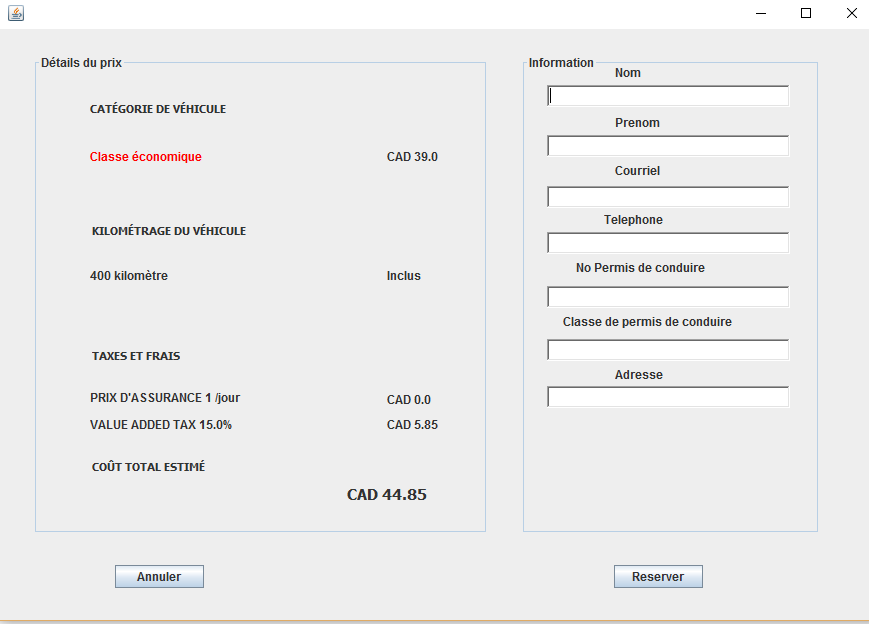 Détails du prix
CATÉGORIE DE VÉHICULE
Classe économique CAD 39.0
KILOMÉTRAGE DU VÉHICULE
400 kilomètre Inclus
TAXES ET FRAIS
PRIX D'ASSURANCE 1 /jour CAD 0.0
VALUE ADDED TAX 15.0% CAD 5.85
COÛT TOTAL ESTIMÉ
CAD 44.85
Information
Nom
Prenom
Courriel
Telephone
No Permis de conduire
Classe de permis de conduire
Adresse
Annuler
Reserver